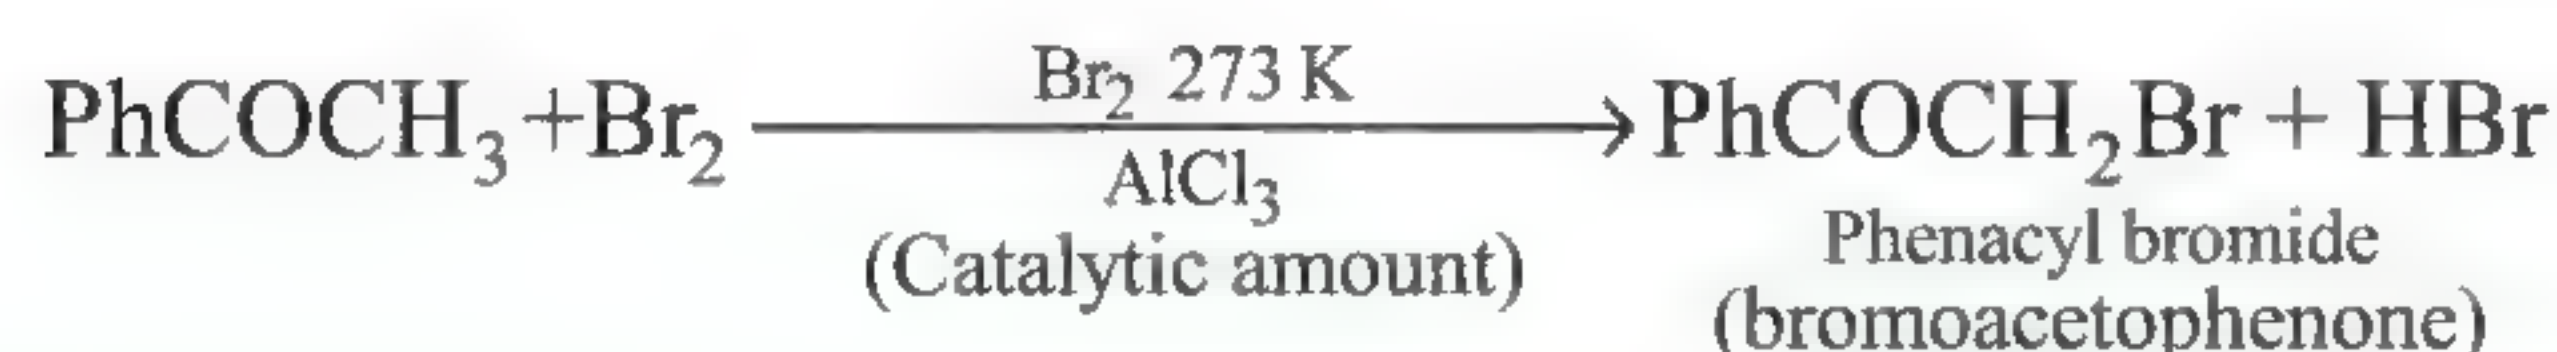 Br₂ 273 K
PhCOCH₃ +Br₂ ⟶ PhCOCH₂Br + HBr
AlCl₃
(Catalytic amount)
Phenacyl bromide
(bromoacetophenone)